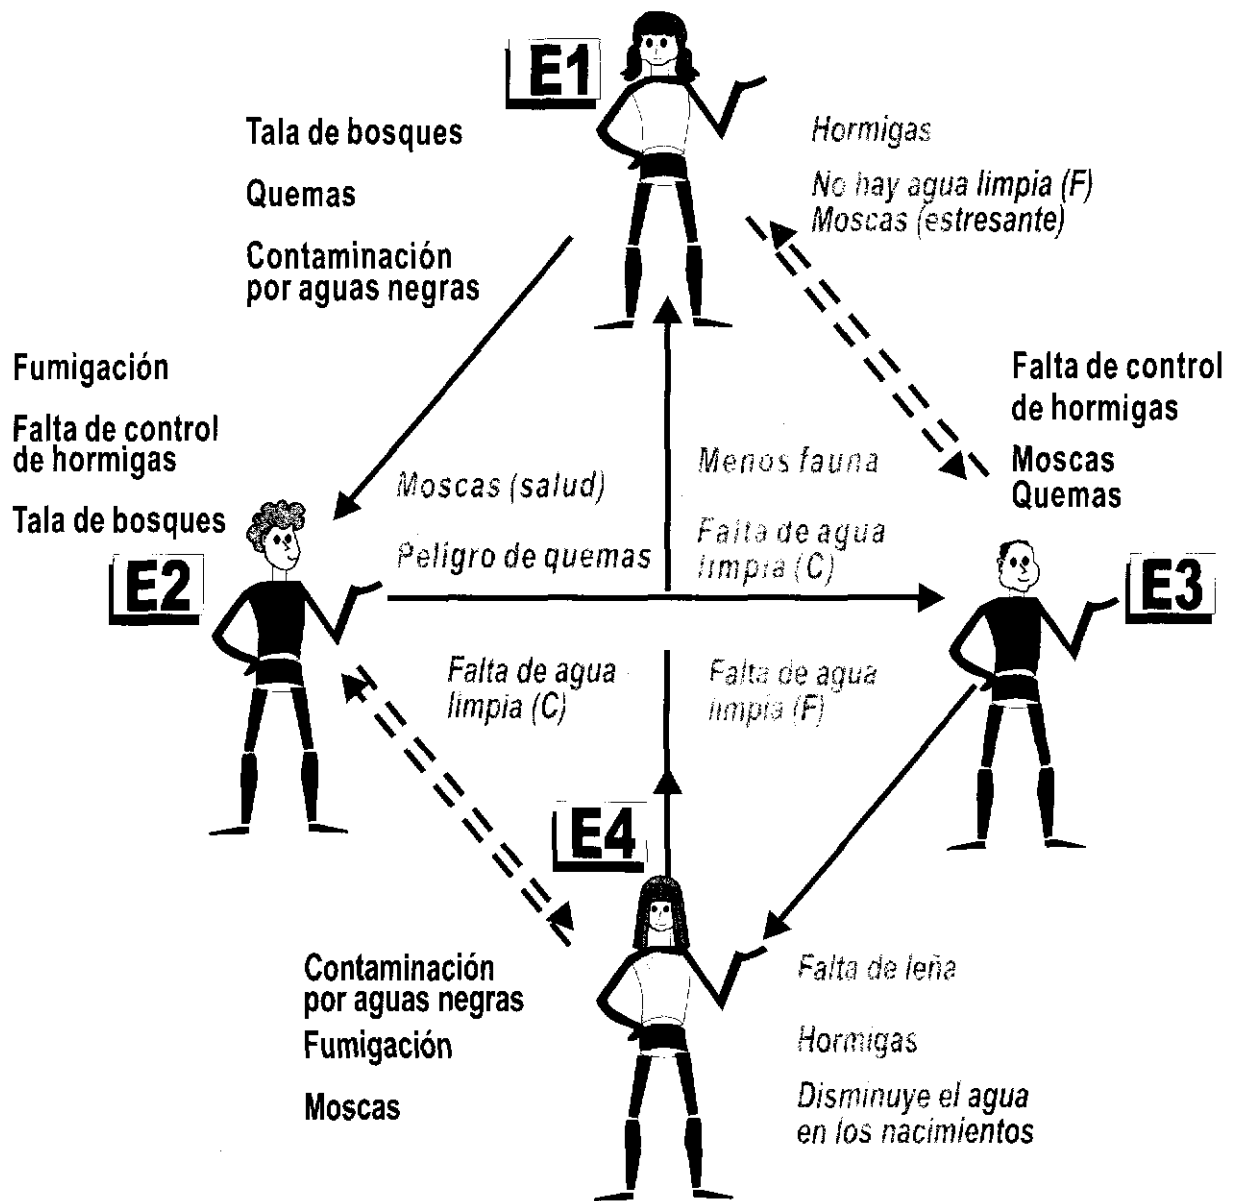 E1
Tala de bosques
Quemas
Contaminación
por aguas negras
Hormigas
No hay agua limpia (F)
Moscas (estresante)
Fumigación
Falta de control
de hormigas
Tala de bosques
E2
Moscas (salud)
Peligro de quemas
Menos fauna
Falta de agua
limpia (C)
Falta de control
de hormigas
Moscas
Quemas
E3
Falta de agua
limpia (C)
Falta de agua
limpia (F)
E4
Contaminación
por aguas negras
Fumigación
Moscas
Falta de leña
Hormigas
Disminuye el agua
en los nacimientos